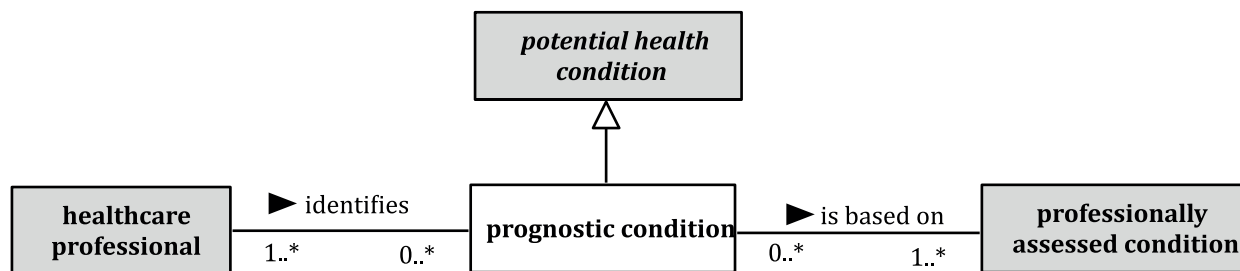 potential health
condition
healthcare
professional
► identifies
1..*
0..*
prognostic condition
► is based on
0..*
1..*
professionally
assessed condition